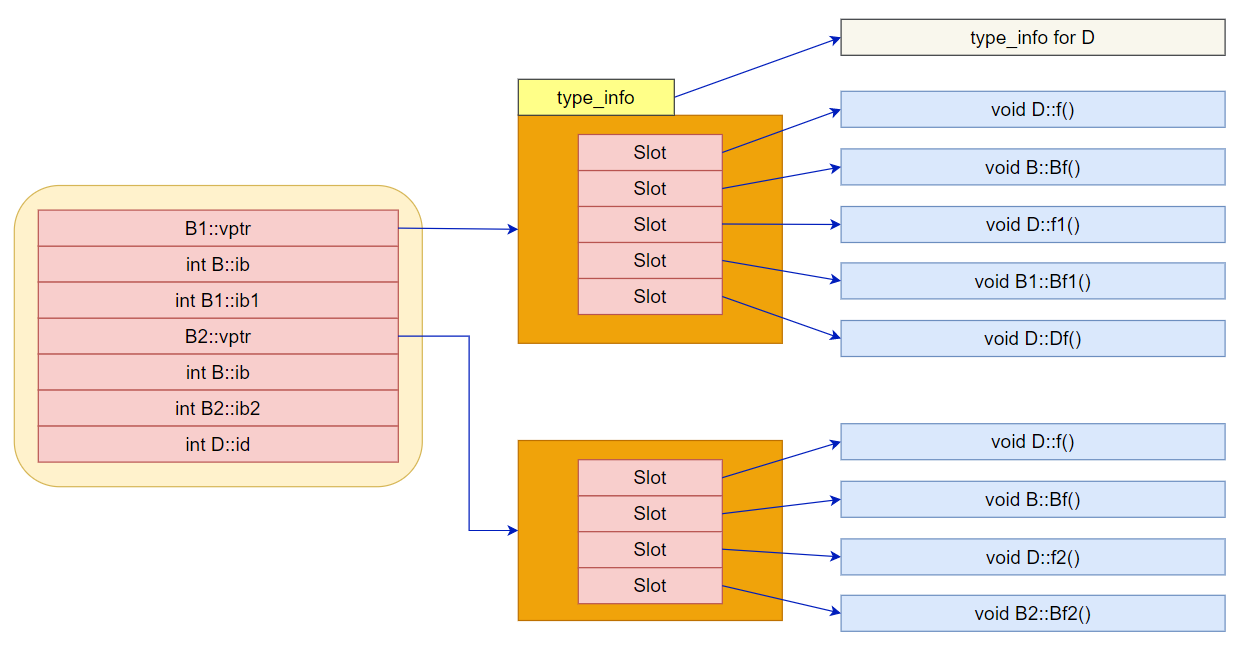 B1::vptr
int B::ib
int B1::ib1
B2::vptr
int B::ib
int B2::ib2
int D::id
type_info
Slot
Slot
Slot
Slot
Slot
type_info for D
void D::f()
void B::Bf()
void D::f1()
void B1::Bf1()
void D::Df()
Slot
Slot
Slot
Slot
void D::f()
void B::Bf()
void D::f2()
void B2::Bf2()